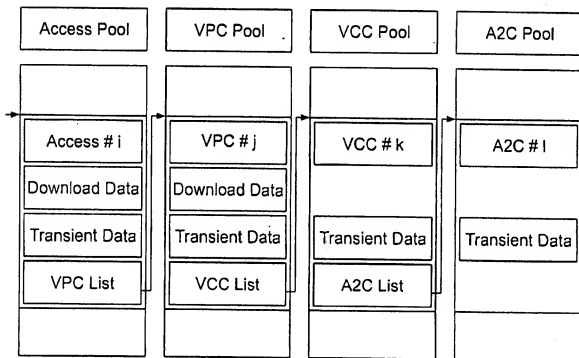 Access Pool
VPC Pool
VCC Pool
A2C Pool
Access # i
VPC # j
VCC # k
A2C # l
Download Data
Download Data
Transient Data
Transient Data
Transient Data
Transient Data
VPC List
VCC List
A2C List